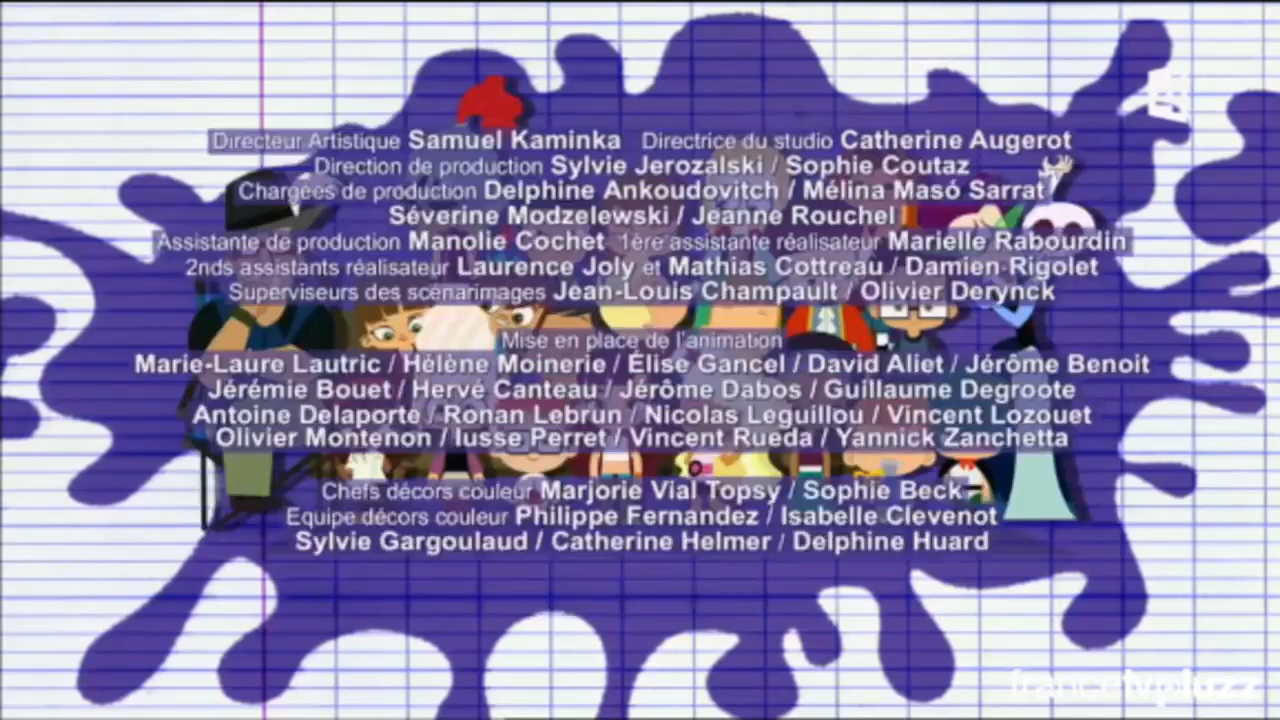 Directeur Artistique Samuel Kaminka Directrice du studio Catherine Augerot
Direction de production Sylvie Jerozalski / Sophie Coutaz
Chargées de production Delphine Ankoudovitch / Mélina Masó Sarrat
Séverine Modzelewski / Jeanne Rouchel
Assistante de production Manolie Cochet 1ère assistante réalisateur Marielle Rabourdin
2nds assistants réalisateur Laurence Joly et Mathias Cottreau / Damien Rigolet
Superviseurs des scénarimages Jean-Louis Champault / Olivier Derynck
Mise en place de l'animation
Marie-Laure Lautric / Hélène Moinerie / Élise Gancel / David Aliet / Jérôme Benoit
Jérémie Bouet / Hervé Canteau / Jérôme Dabos / Guillaume Degroote
Antoine Delaporte / Ronan Lebrun / Nicolas Leguillou / Vincent Lozouet
Olivier Montenon / Iusse Perret / Vincent Rueda / Yannick Zanchetta
Chefs décors couleur Marjorie Vial Topsy / Sophie Beck
Equipe décors couleur Philippe Fernandez / Isabelle Clevenot
Sylvie Gargoulaud / Catherine Helmer / Delphine Huard
francetvpluzz